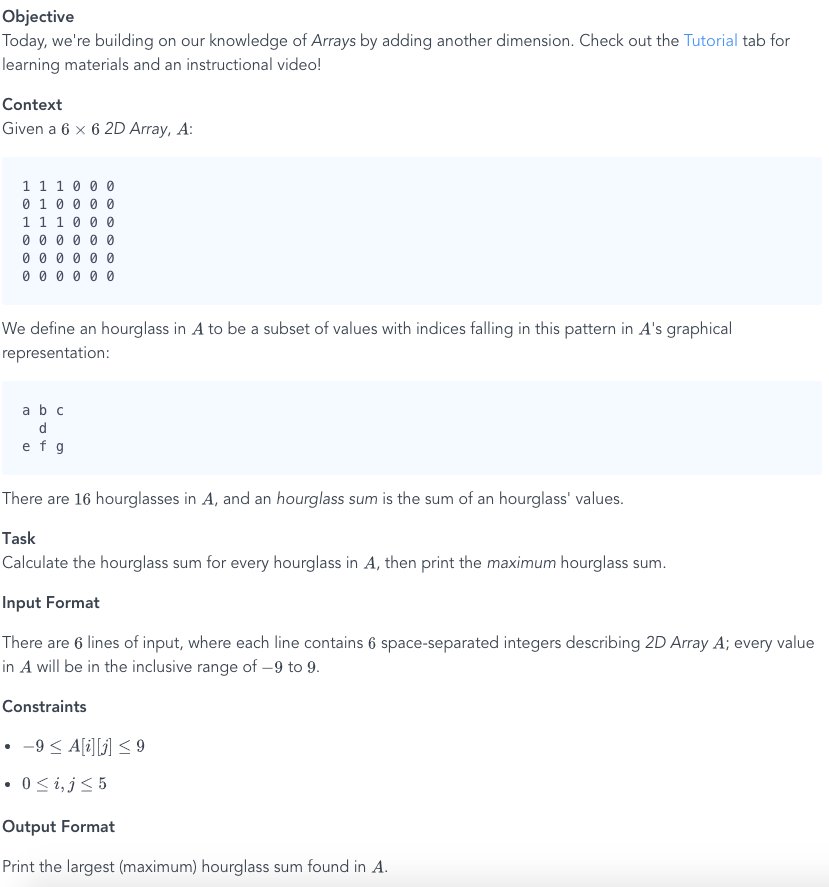 Objective
Today, we're building on our knowledge of Arrays by adding another dimension. Check out the Tutorial tab for
learning materials and an instructional video!
Context
Given a 6 × 6 2D Array, A:
1 1 1 0 0 0
0 1 0 0 0 0
1 1 1 0 0 0
0 0 0 0 0 0
0 0 0 0 0 0
0 0 0 0 0 0
We define an hourglass in A to be a subset of values with indices falling in this pattern in A's graphical
representation:
a b c
d
e f g
There are 16 hourglasses in A, and an hourglass sum is the sum of an hourglass' values.
Task
Calculate the hourglass sum for every hourglass in A, then print the maximum hourglass sum.
Input Format
There are 6 lines of input, where each line contains 6 space-separated integers describing 2D Array A; every value
in A will be in the inclusive range of −9 to 9.
Constraints
• −9 ≤ A[i][j] ≤ 9
• 0 ≤ i, j ≤ 5
Output Format
Print the largest (maximum) hourglass sum found in A.